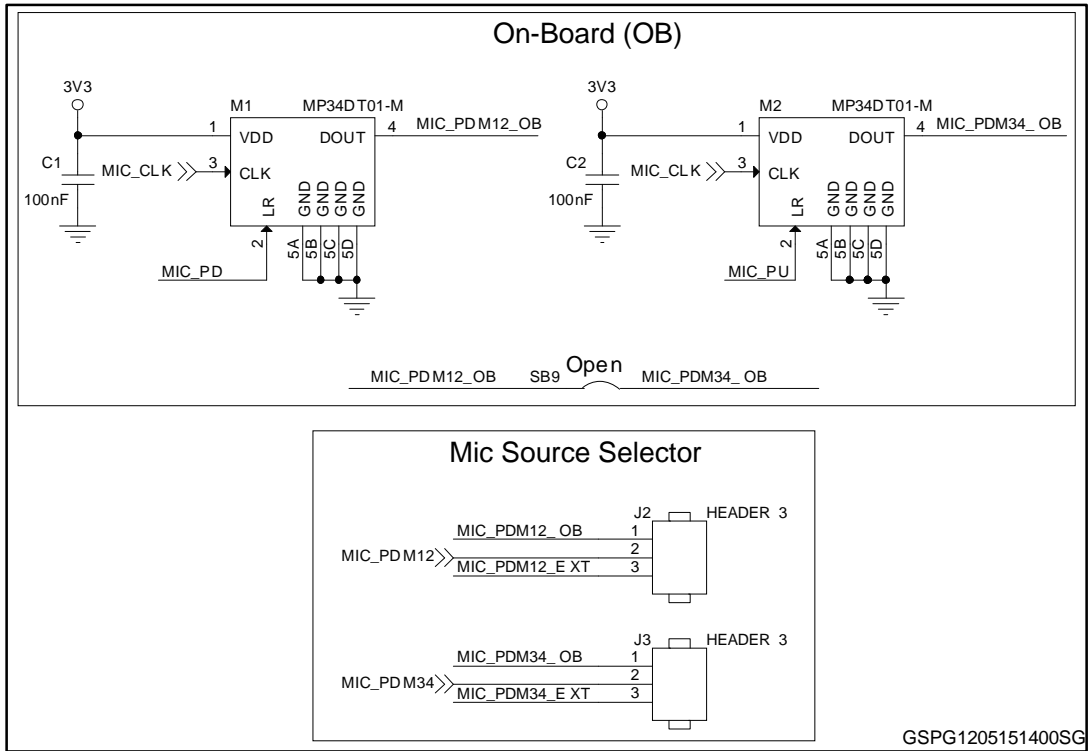 On-Board (OB)
3V3
M1 MP34DT01-M
1 VDD DOUT 4 MIC_PDM12_OB
C1
100nF
MIC_CLK 3 CLK
LR GND GND GND GND
2 5A 5B 5C 5D
MIC_PD
3V3
M2 MP34DT01-M
1 VDD DOUT 4 MIC_PDM34_OB
C2
100nF
MIC_CLK 3 CLK
LR GND GND GND GND
2 5A 5B 5C 5D
MIC_PU
MIC_PDM12_OB SB9 Open MIC_PDM34_OB
Mic Source Selector
J2 HEADER 3
MIC_PDM12_OB 1
MIC_PDM12 2
MIC_PDM12_EXT 3
J3 HEADER 3
MIC_PDM34_OB 1
MIC_PDM34 2
MIC_PDM34_EXT 3
GSPG1205151400SG